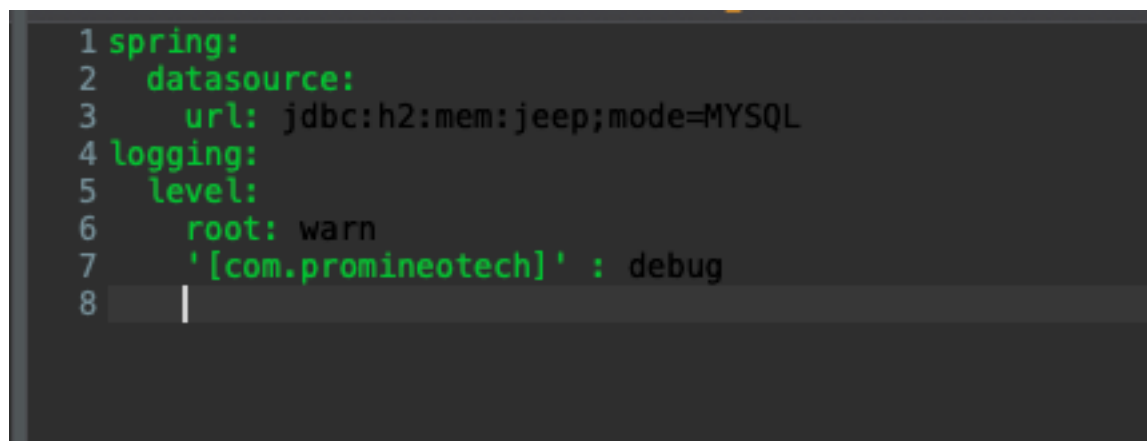 1 spring:
2   datasource:
3     url: jdbc:h2:mem:jeep;mode=MYSQL
4 logging:
5   level:
6     root: warn
7     '[com.promineotech]' : debug
8